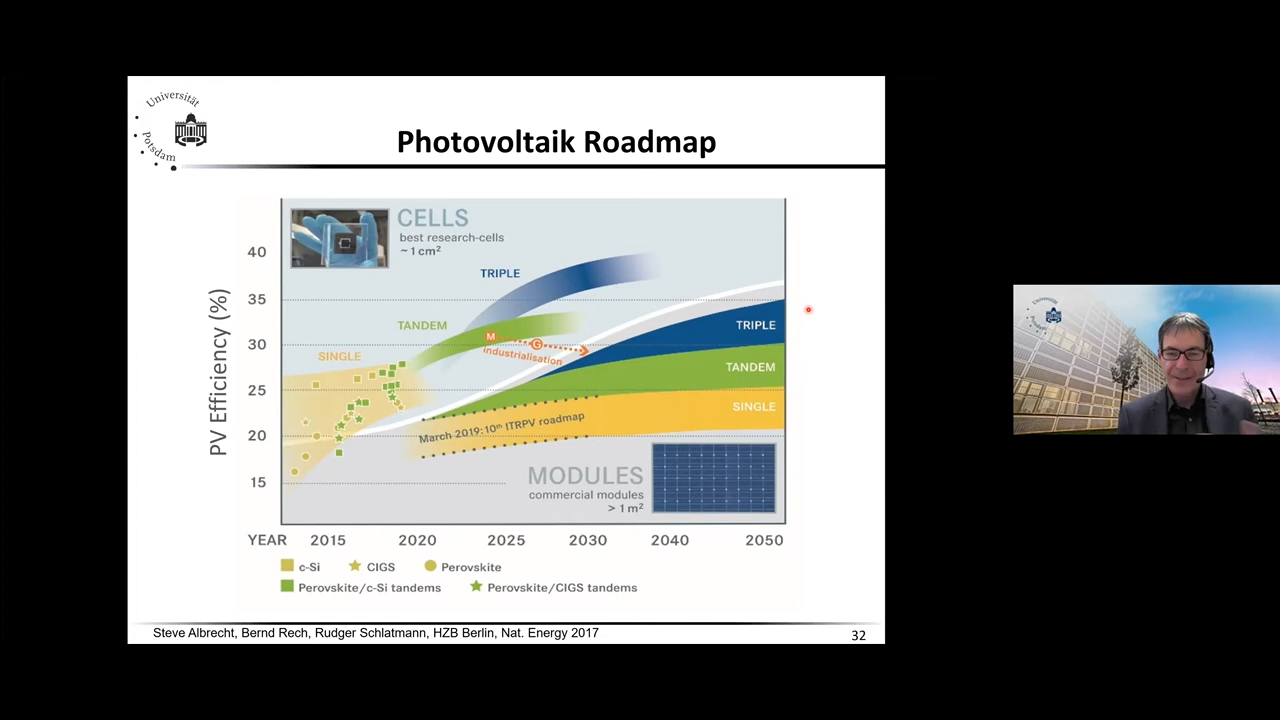 Universität
Potsdam
Photovoltaik Roadmap
CELLS
best research-cells
~ 1 cm²
40
35
30
25
20
15
PV Efficiency (%)
TRIPLE
TANDEM
SINGLE
M
G
industrialisation
TRIPLE
TANDEM
SINGLE
March 2019: 10th ITRPV roadmap
MODULES
commercial modules
> 1 m²
YEAR 2015 2020 2025 2030 2040 2050
c-Si CIGS Perovskite
Perovskite/c-Si tandems Perovskite/CIGS tandems
Steve Albrecht, Bernd Rech, Rudger Schlatmann, HZB Berlin, Nat. Energy 2017
32
Universität